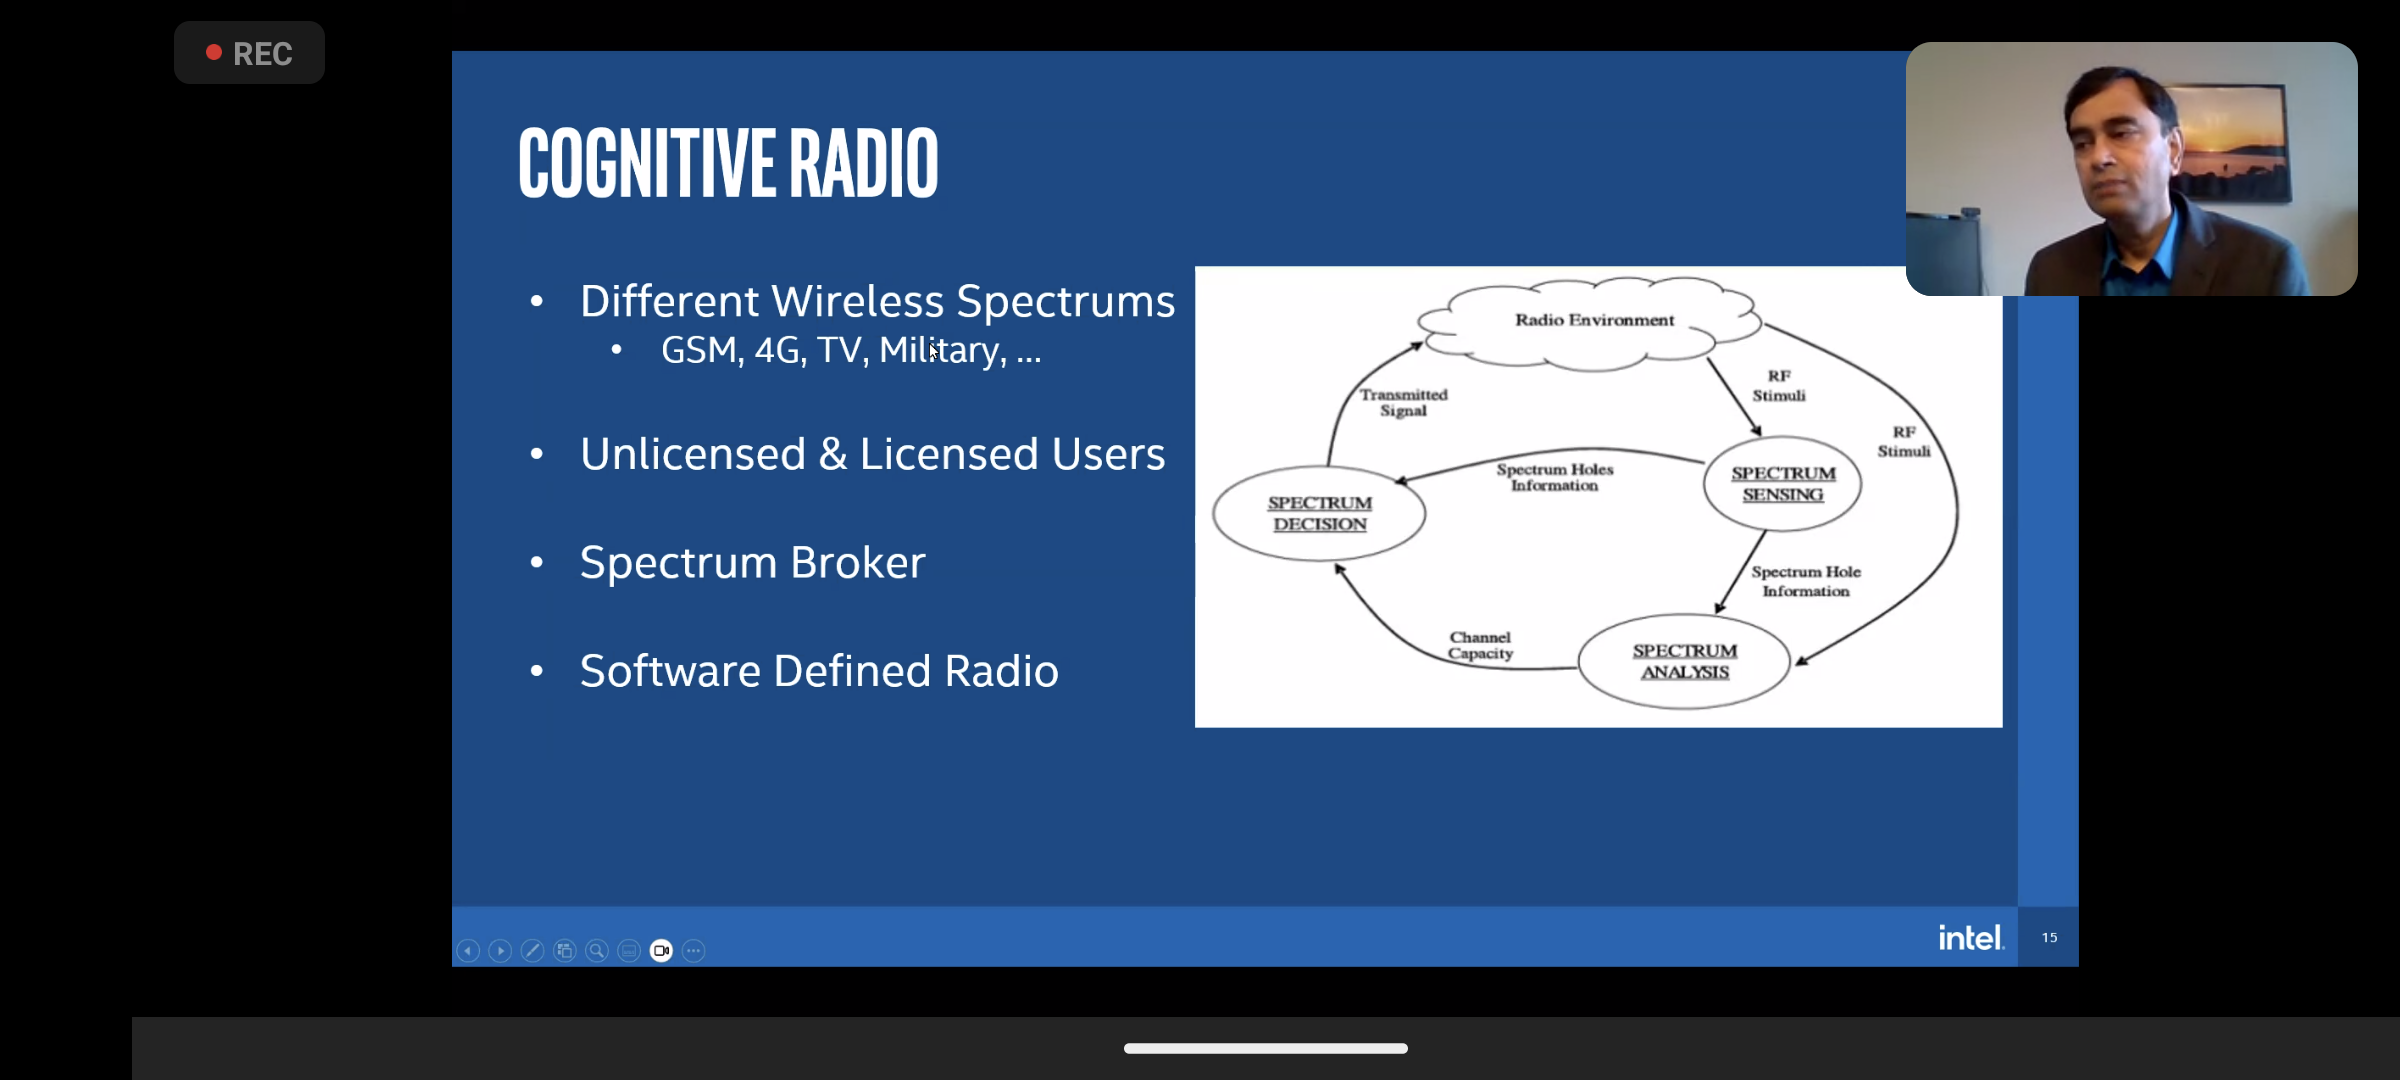 REC
COGNITIVE RADIO
• Different Wireless Spectrums
• GSM, 4G, TV, Military, ...
• Unlicensed & Licensed Users
• Spectrum Broker
• Software Defined Radio
Radio Environment
RF
Stimuli
Transmitted
Signal
RF
Stimuli
Spectrum Holes
Information
SPECTRUM
SENSING
SPECTRUM
DECISION
Spectrum Hole
Information
Channel
Capacity
SPECTRUM
ANALYSIS
intel.
15